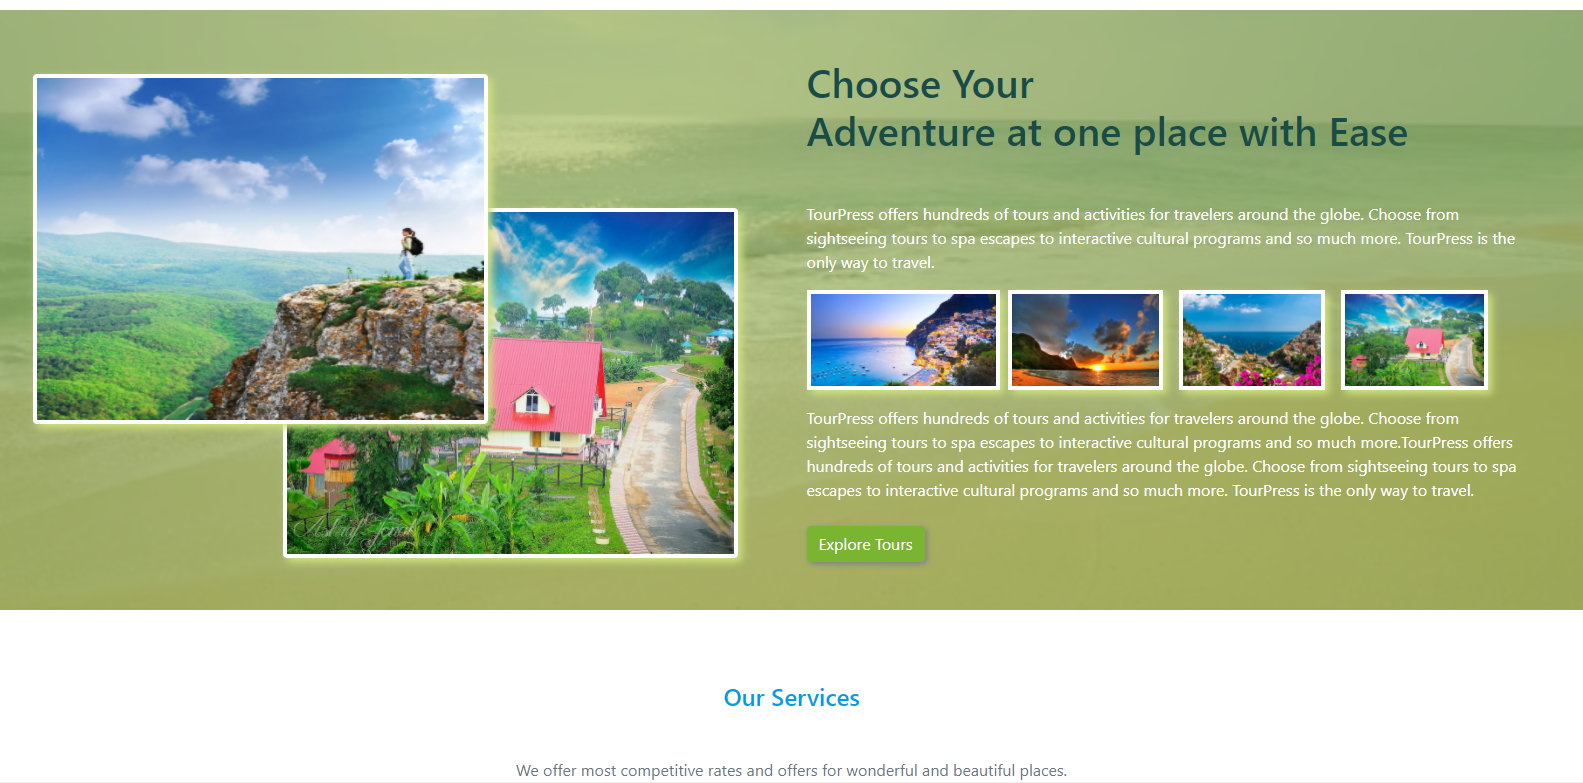 Choose Your
Adventure at one place with Ease
TourPress offers hundreds of tours and activities for travelers around the globe. Choose from
sightseeing tours to spa escapes to interactive cultural programs and so much more. TourPress is the
only way to travel.
TourPress offers hundreds of tours and activities for travelers around the globe. Choose from
sightseeing tours to spa escapes to interactive cultural programs and so much more.TourPress offers
hundreds of tours and activities for travelers around the globe. Choose from sightseeing tours to spa
escapes to interactive cultural programs and so much more. TourPress is the only way to travel.
Explore Tours
Our Services
We offer most competitive rates and offers for wonderful and beautiful places.